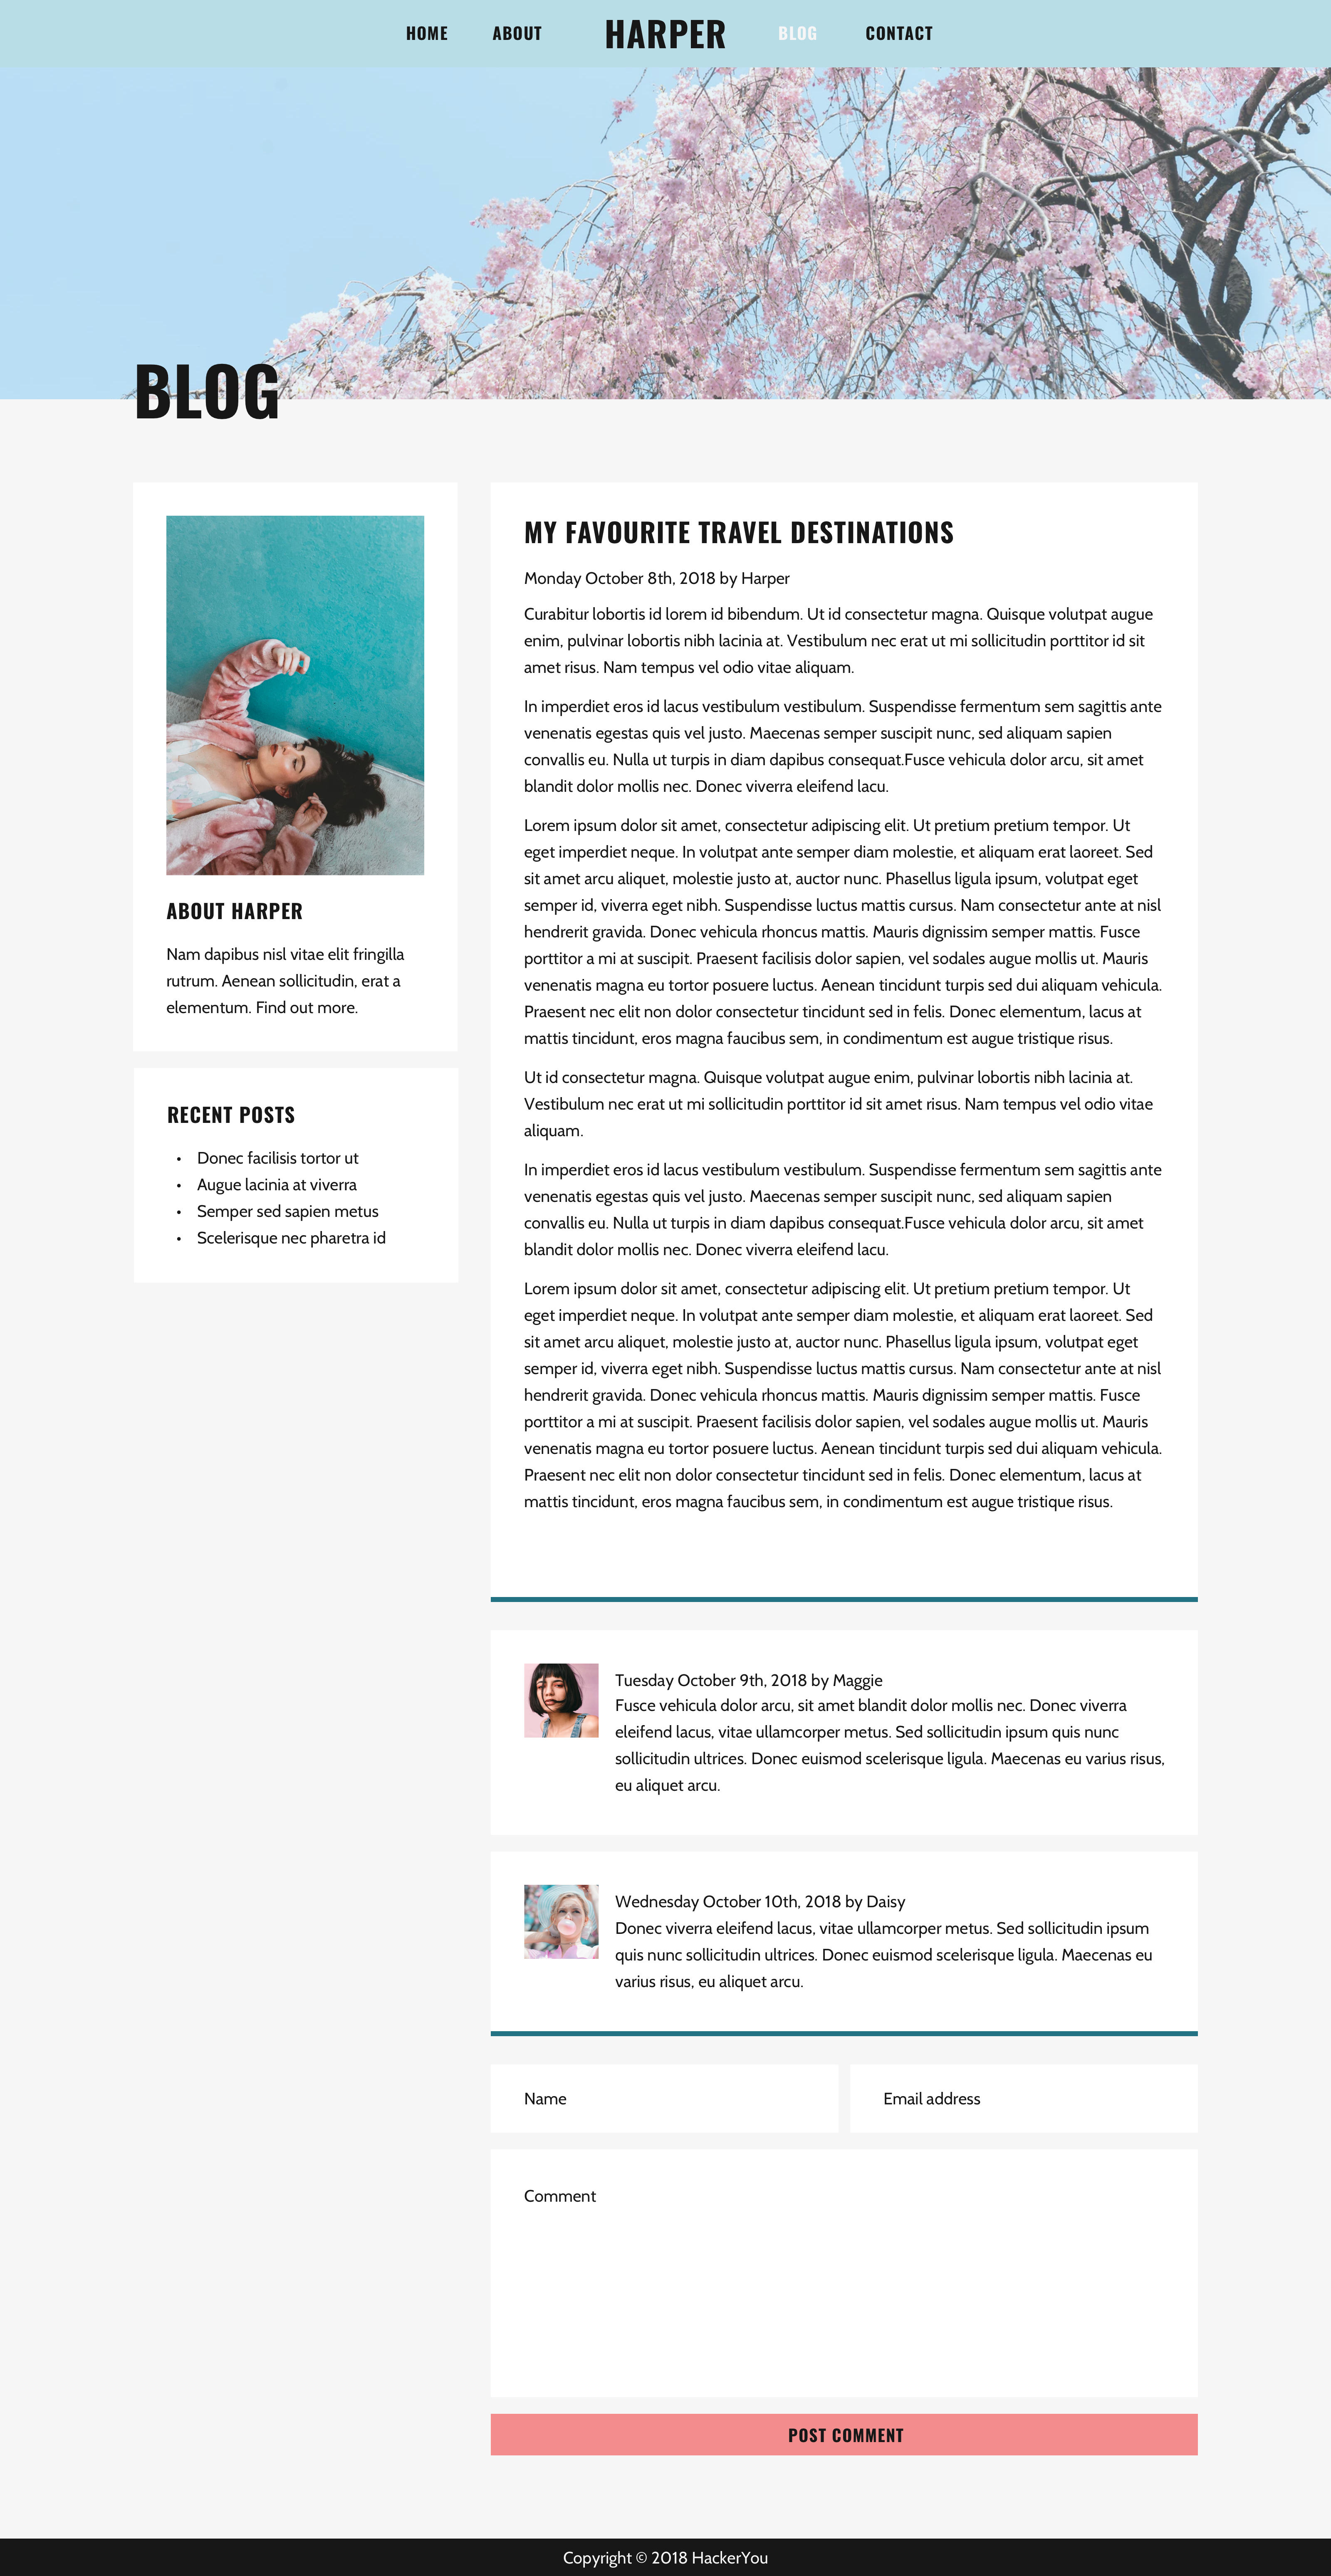 HOME ABOUT HARPER BLOG CONTACT
BLOG
ABOUT HARPER
Nam dapibus nisl vitae elit fringilla
rutrum. Aenean sollicitudin, erat a
elementum. Find out more.
RECENT POSTS
• Donec facilisis tortor ut
• Augue lacinia at viverra
• Semper sed sapien metus
• Scelerisque nec pharetra id
MY FAVOURITE TRAVEL DESTINATIONS
Monday October 8th, 2018 by Harper
Curabitur lobortis id lorem id bibendum. Ut id consectetur magna. Quisque volutpat augue
enim, pulvinar lobortis nibh lacinia at. Vestibulum nec erat ut mi sollicitudin porttitor id sit
amet risus. Nam tempus vel odio vitae aliquam.
In imperdiet eros id lacus vestibulum vestibulum. Suspendisse fermentum sem sagittis ante
venenatis egestas quis vel justo. Maecenas semper suscipit nunc, sed aliquam sapien
convallis eu. Nulla ut turpis in diam dapibus consequat.Fusce vehicula dolor arcu, sit amet
blandit dolor mollis nec. Donec viverra eleifend lacu.
Lorem ipsum dolor sit amet, consectetur adipiscing elit. Ut pretium pretium tempor. Ut
eget imperdiet neque. In volutpat ante semper diam molestie, et aliquam erat laoreet. Sed
sit amet arcu aliquet, molestie justo at, auctor nunc. Phasellus ligula ipsum, volutpat eget
semper id, viverra eget nibh. Suspendisse luctus mattis cursus. Nam consectetur ante at nisl
hendrerit gravida. Donec vehicula rhoncus mattis. Mauris dignissim semper mattis. Fusce
porttitor a mi at suscipit. Praesent facilisis dolor sapien, vel sodales augue mollis ut. Mauris
venenatis magna eu tortor posuere luctus. Aenean tincidunt turpis sed dui aliquam vehicula.
Praesent nec elit non dolor consectetur tincidunt sed in felis. Donec elementum, lacus at
mattis tincidunt, eros magna faucibus sem, in condimentum est augue tristique risus.
Ut id consectetur magna. Quisque volutpat augue enim, pulvinar lobortis nibh lacinia at.
Vestibulum nec erat ut mi sollicitudin porttitor id sit amet risus. Nam tempus vel odio vitae
aliquam.
In imperdiet eros id lacus vestibulum vestibulum. Suspendisse fermentum sem sagittis ante
venenatis egestas quis vel justo. Maecenas semper suscipit nunc, sed aliquam sapien
convallis eu. Nulla ut turpis in diam dapibus consequat.Fusce vehicula dolor arcu, sit amet
blandit dolor mollis nec. Donec viverra eleifend lacu.
Lorem ipsum dolor sit amet, consectetur adipiscing elit. Ut pretium pretium tempor. Ut
eget imperdiet neque. In volutpat ante semper diam molestie, et aliquam erat laoreet. Sed
sit amet arcu aliquet, molestie justo at, auctor nunc. Phasellus ligula ipsum, volutpat eget
semper id, viverra eget nibh. Suspendisse luctus mattis cursus. Nam consectetur ante at nisl
hendrerit gravida. Donec vehicula rhoncus mattis. Mauris dignissim semper mattis. Fusce
porttitor a mi at suscipit. Praesent facilisis dolor sapien, vel sodales augue mollis ut. Mauris
venenatis magna eu tortor posuere luctus. Aenean tincidunt turpis sed dui aliquam vehicula.
Praesent nec elit non dolor consectetur tincidunt sed in felis. Donec elementum, lacus at
mattis tincidunt, eros magna faucibus sem, in condimentum est augue tristique risus.
Tuesday October 9th, 2018 by Maggie
Fusce vehicula dolor arcu, sit amet blandit dolor mollis nec. Donec viverra
eleifend lacus, vitae ullamcorper metus. Sed sollicitudin ipsum quis nunc
sollicitudin ultrices. Donec euismod scelerisque ligula. Maecenas eu varius risus,
eu aliquet arcu.
Wednesday October 10th, 2018 by Daisy
Donec viverra eleifend lacus, vitae ullamcorper metus. Sed sollicitudin ipsum
quis nunc sollicitudin ultrices. Donec euismod scelerisque ligula. Maecenas eu
varius risus, eu aliquet arcu.
Name
Email address
Comment
POST COMMENT
Copyright © 2018 HackerYou